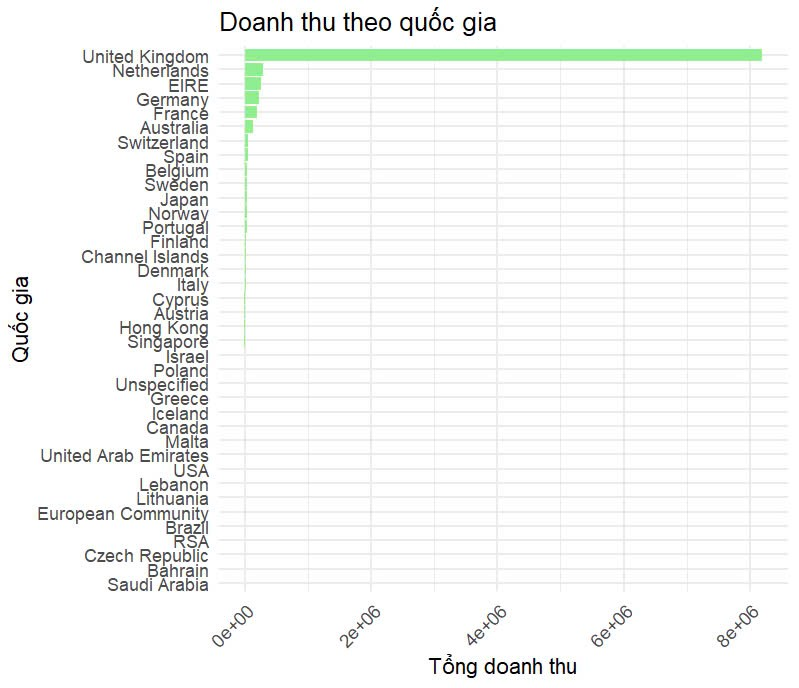 Doanh thu theo quốc gia
United Kingdom
Netherlands
EIRE
Germany
France
Australia
Switzerland
Spain
Belgium
Sweden
Japan
Norway
Portugal
Finland
Channel Islands
Denmark
Italy
Cyprus
Austria
Hong Kong
Singapore
Israel
Poland
Unspecified
Greece
Iceland
Canada
Malta
United Arab Emirates
USA
Lebanon
Lithuania
European Community
Brazil
RSA
Czech Republic
Bahrain
Saudi Arabia
Quốc gia
0e+00 2e+06 4e+06 6e+06 8e+06
Tổng doanh thu